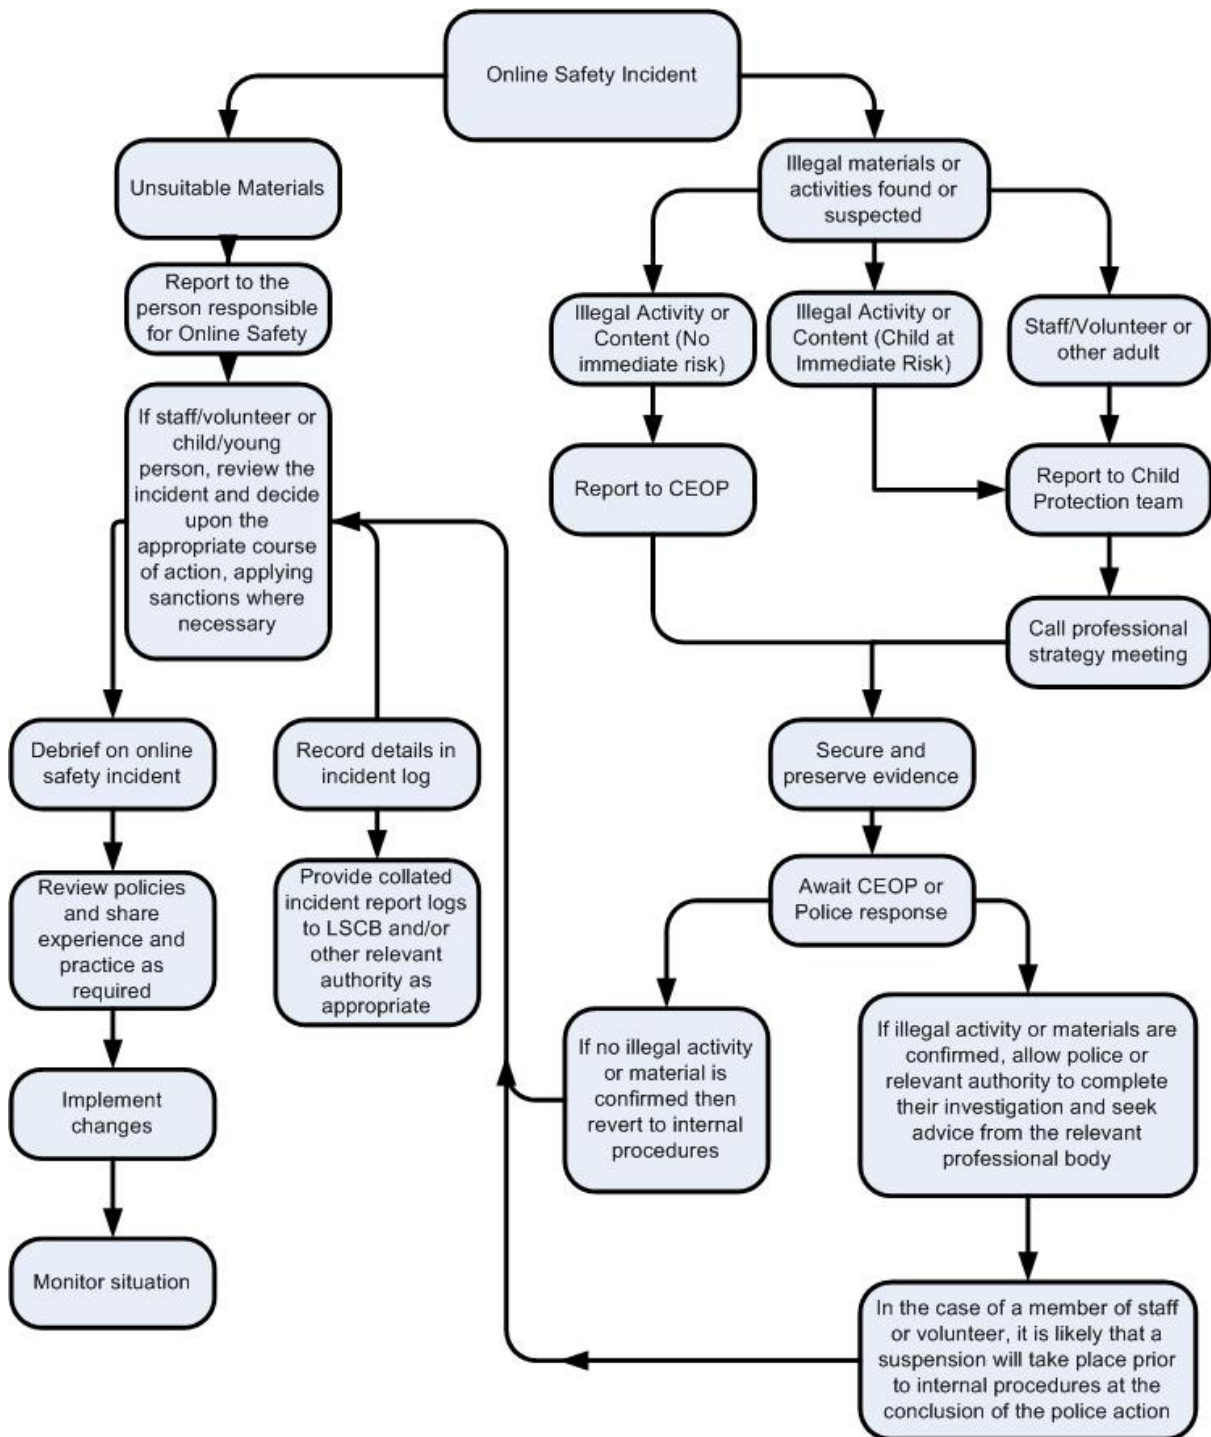 Online Safety Incident
Unsuitable Materials
Illegal materials or
activities found or
suspected
Report to the
person responsible
for Online Safety
Illegal Activity or
Content (No
immediate risk)
Illegal Activity or
Content (Child at
Immediate Risk)
Staff/Volunteer or
other adult
If staff/volunteer or
child/young
person, review the
incident and decide
upon the
appropriate course
of action, applying
sanctions where
necessary
Report to CEOP
Report to Child
Protection team
Call professional
strategy meeting
Debrief on online
safety incident
Record details in
incident log
Secure and
preserve evidence
Review policies
and share
experience and
practice as
required
Provide collated
incident report logs
to LSCB and/or
other relevant
authority as
appropriate
Await CEOP or
Police response
If no illegal activity
or material is
confirmed then
revert to internal
procedures
If illegal activity or materials are
confirmed, allow police or
relevant authority to complete
their investigation and seek
advice from the relevant
professional body
Implement
changes
Monitor situation
In the case of a member of staff
or volunteer, it is likely that a
suspension will take place prior
to internal procedures at the
conclusion of the police action